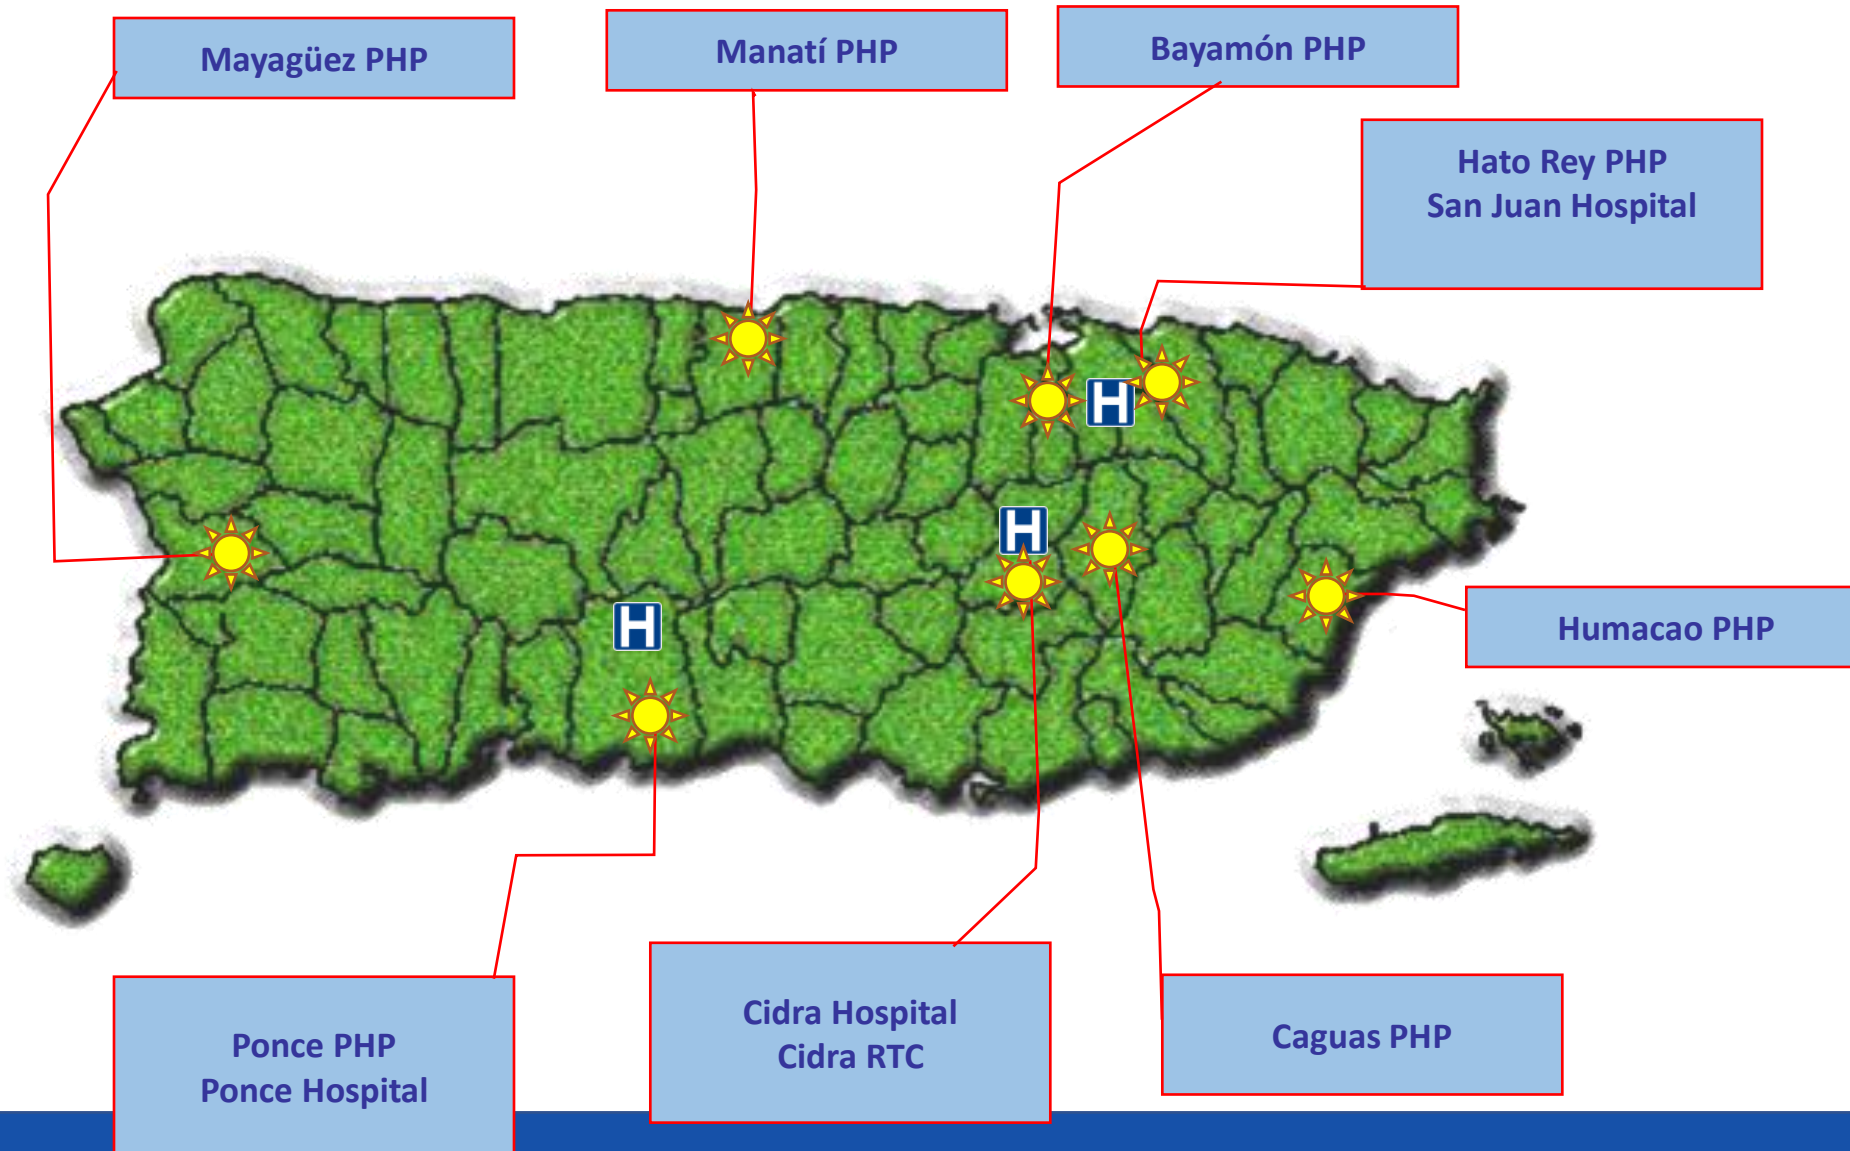 Mayagüez PHP
Manatí PHP
Bayamón PHP
Hato Rey PHP
San Juan Hospital
H
H
H
Humacao PHP
Ponce PHP
Ponce Hospital
Cidra Hospital
Cidra RTC
Caguas PHP